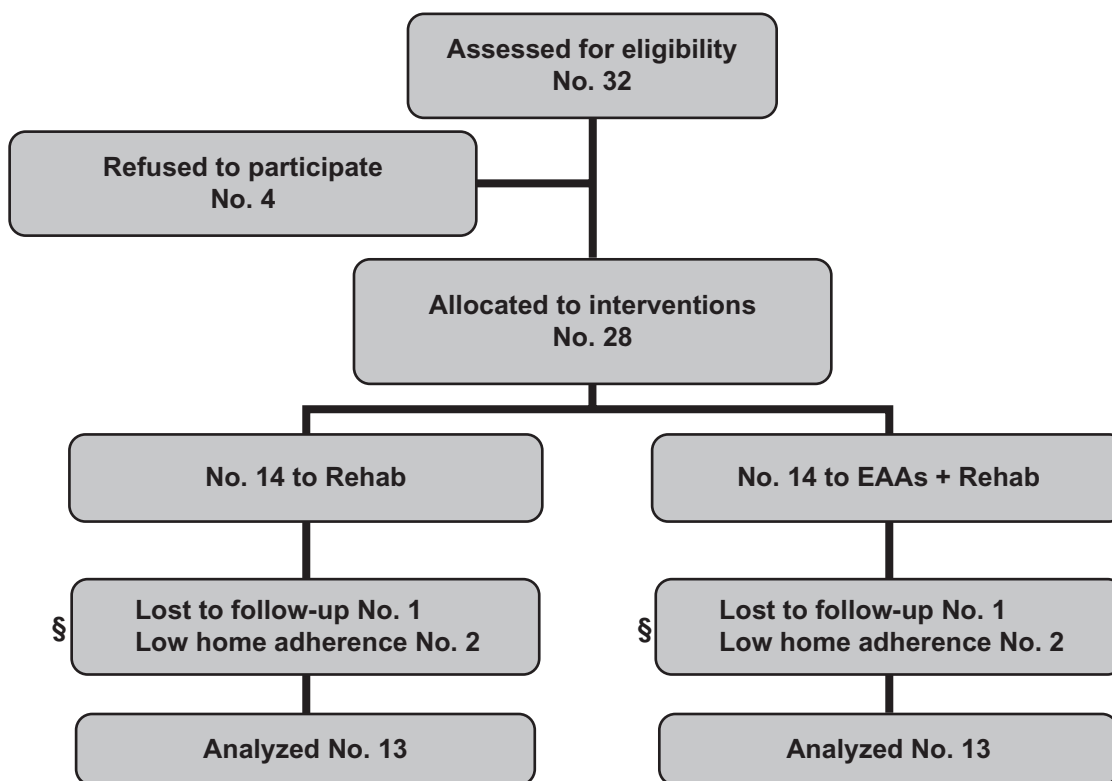 Assessed for eligibility
No. 32
Refused to participate
No. 4
Allocated to interventions
No. 28
No. 14 to Rehab
No. 14 to EAAs + Rehab
§
Lost to follow-up No. 1
Low home adherence No. 2
§
Lost to follow-up No. 1
Low home adherence No. 2
Analyzed No. 13
Analyzed No. 13